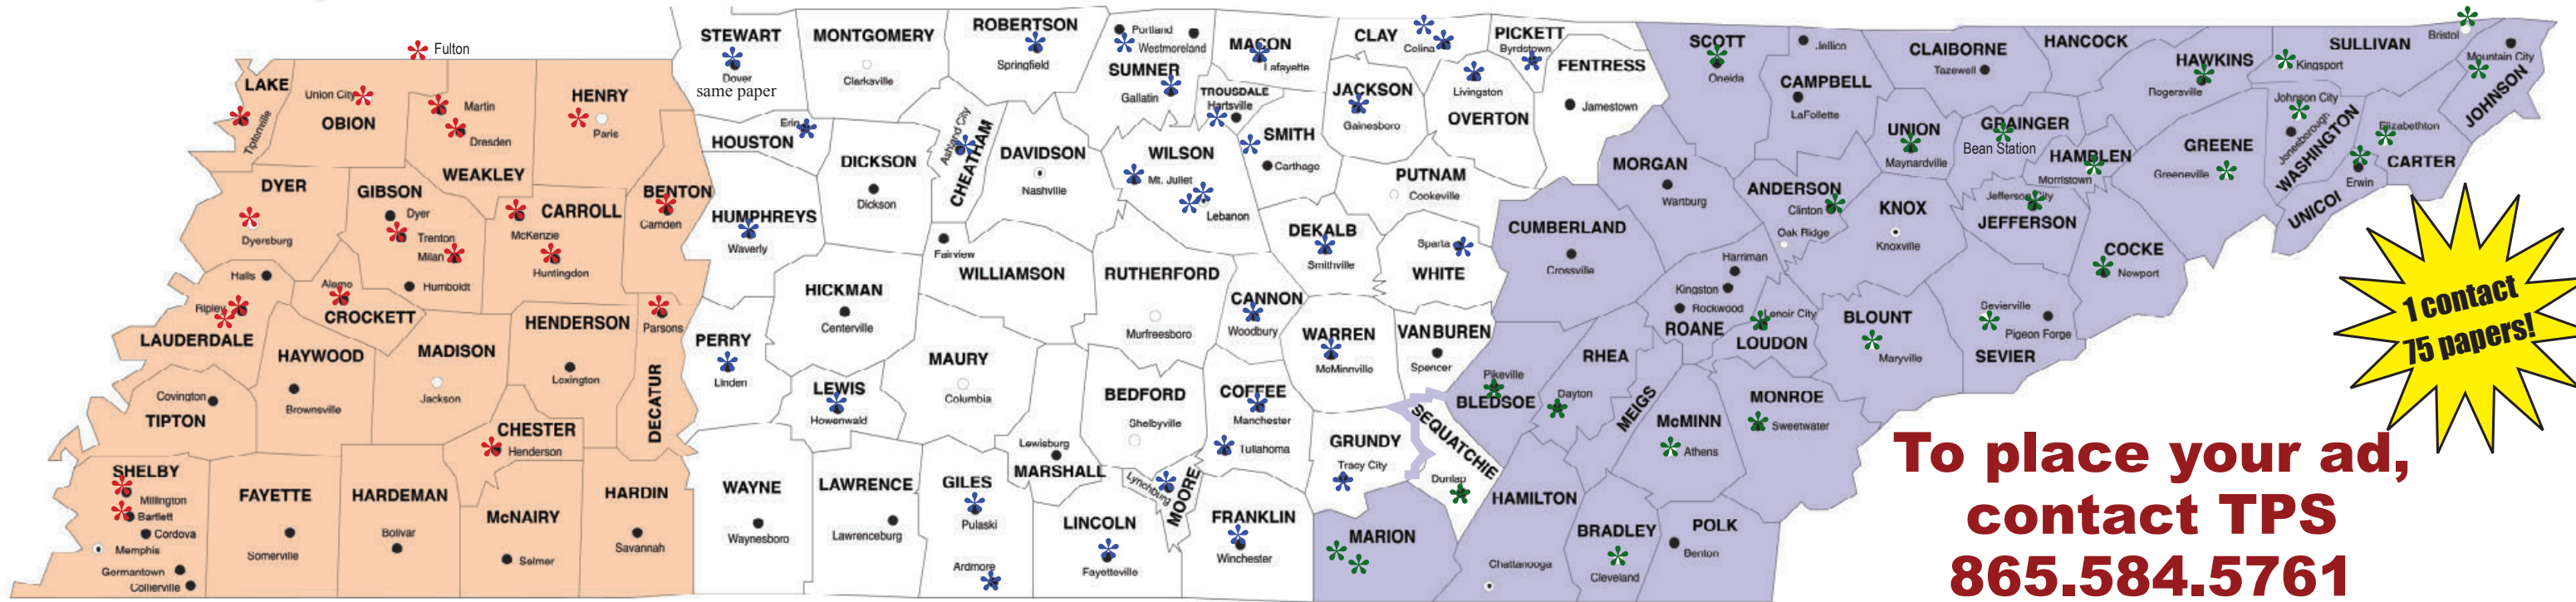 Fulton
LAKE
Tiptonville
Union City
OBION
Martin
Dresden
WEAKLEY
HENRY
Paris
DYER
Dyersburg
GIBSON
Dyer
Trenton
Milan
Humboldt
CARROLL
McKenzie
Huntingdon
BENTON
Camden
Halls
Ripley
LAUDERDALE
Alamo
CROCKETT
HENDERSON
Lexington
Parsons
DECATUR
HAYWOOD
Brownsville
MADISON
Jackson
Covington
TIPTON
CHESTER
Henderson
SHELBY
Millington
Bartlett
Cordova
Memphis
Germantown
Collierville
FAYETTE
Somerville
HARDEMAN
Bolivar
McNAIRY
Selmer
HARDIN
Savannah
STEWART
Dover
same paper
MONTGOMERY
Clarksville
ROBERTSON
Springfield
Portland
Westmoreland
SUMNER
Gallatin
MACON
Lafayette
TROUSDALE
Hartsville
CLAY
Celina
PICKETT
Byrdstown
FENTRESS
Jamestown
JACKSON
Gainesboro
Livingston
OVERTON
Erin
HOUSTON
DICKSON
Dickson
Ashland City
CHEATHAM
DAVIDSON
Nashville
WILSON
Mt. Juliet
Lebanon
SMITH
Carthage
PUTNAM
Cookeville
HUMPHREYS
Waverly
Fairview
WILLIAMSON
RUTHERFORD
Murfreesboro
DEKALB
Smithville
Sparta
WHITE
HICKMAN
Centerville
CANNON
Woodbury
WARREN
McMinnville
VAN BUREN
Spencer
PERRY
Linden
LEWIS
Howenwald
MAURY
Columbia
BEDFORD
Shelbyville
COFFEE
Manchester
Tullahoma
Lewisburg
MARSHALL
GRUNDY
Tracy City
SEQUATCHIE
Dunlap
WAYNE
Waynesboro
LAWRENCE
Lawrenceburg
GILES
Pulaski
Ardmore
LINCOLN
Fayetteville
Lynchburg
MOORE
FRANKLIN
Winchester
SCOTT
Oneida
Jellico
CAMPBELL
LaFollette
CLAIBORNE
Tazewell
HANCOCK
HAWKINS
Rogersville
SULLIVAN
Kingsport
Bristol
Mountain City
JOHNSON
UNION
Maynardville
GRAINGER
Bean Station
HAMBLEN
Morristown
GREENE
Greeneville
Johnson City
Jonesborough
WASHINGTON
Elizabethton
CARTER
Erwin
UNICOI
MORGAN
Wartburg
ANDERSON
Clinton
Oak Ridge
KNOX
Knoxville
Jefferson City
JEFFERSON
COCKE
Newport
CUMBERLAND
Crossville
Harriman
Kingston
Rockwood
ROANE
Lenoir City
LOUDON
BLOUNT
Maryville
Sevierville
Pigeon Forge
SEVIER
Pikeville
BLEDSOE
RHEA
Dayton
MEIGS
McMINN
Athens
MONROE
Sweetwater
HAMILTON
Chattanooga
MARION
BRADLEY
Cleveland
POLK
Benton
1 contact
75 papers!
To place your ad,
contact TPS
865.584.5761